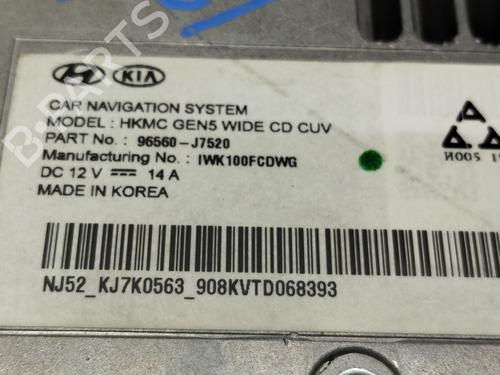 B-PARTS
HYUNDAI KIA
CAR NAVIGATION SYSTEM
MODEL : HKMC GEN5 WIDE CD CUV
PART No. : 96560-J7520
Manufacturing No. : IWK100FCDWG
DC 12 V ⎓ 14 A
MADE IN KOREA
NJ52_KJ7K0563_908KVTD068393